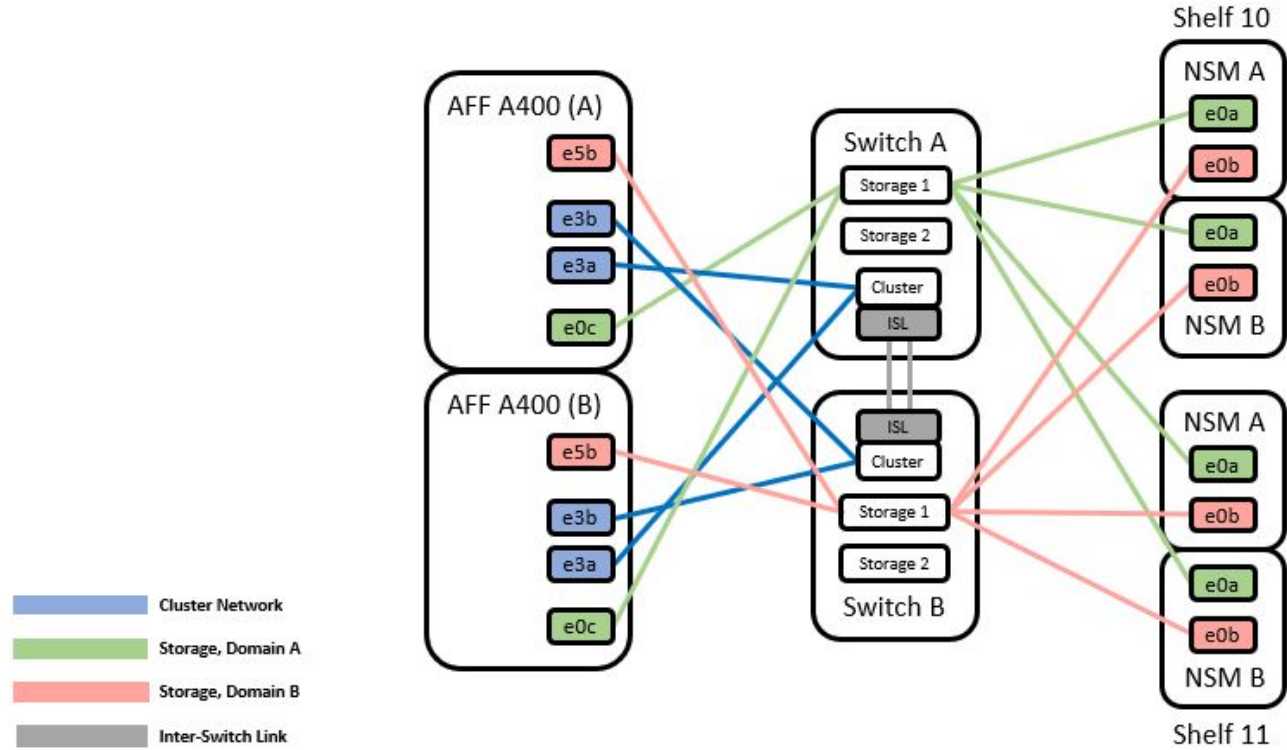 AFF A400 (A)
e5b
e3b
e3a
e0c
AFF A400 (B)
e5b
e3b
e3a
e0c
Switch A
Storage 1
Storage 2
Cluster
ISL
ISL
Cluster
Storage 1
Storage 2
Switch B
Shelf 10
NSM A
e0a
e0b
e0a
e0b
NSM B
NSM A
e0a
e0b
e0a
e0b
NSM B
Shelf 11
Cluster Network
Storage, Domain A
Storage, Domain B
Inter-Switch Link